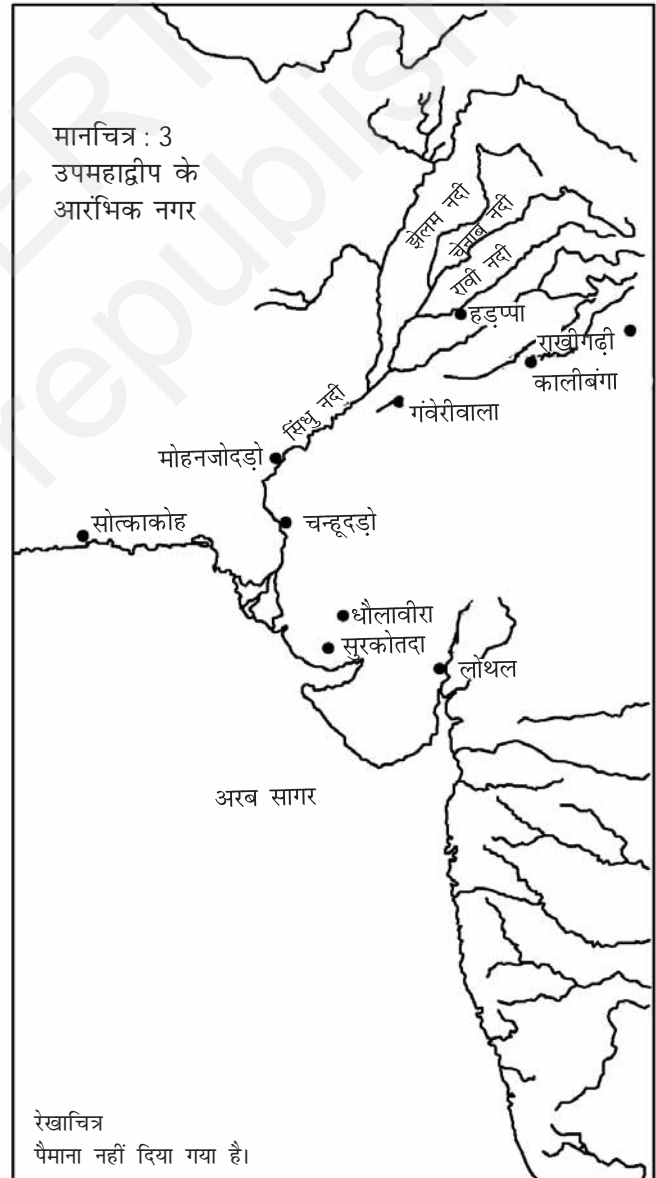 मानचित्र : 3
उपमहाद्वीप के
आरंभिक नगर
झेलम नदी
चेनाब नदी
रावी नदी
हड़प्पा
राखीगढ़ी
कालीबंगा
सिंधु नदी
गंवेरीवाला
मोहनजोदड़ो
सोत्काकोह
चन्हूदड़ो
धौलावीरा
सुरकोतदा
लोथल
अरब सागर
रेखाचित्र
पैमाना नहीं दिया गया है।